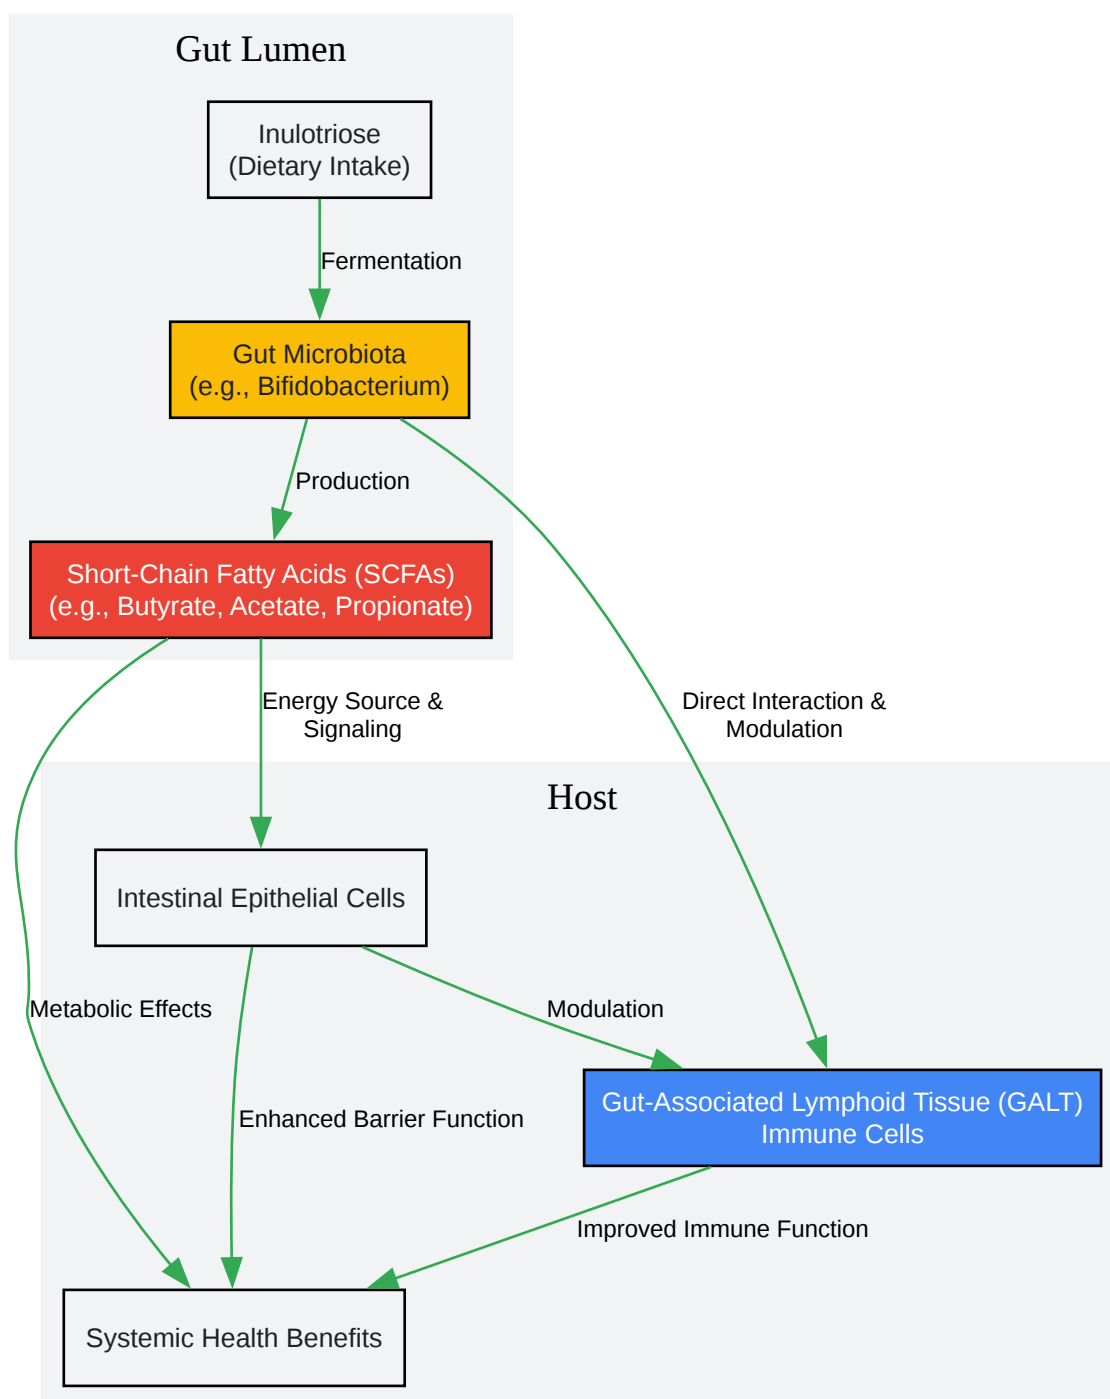 Gut Lumen
Inulotriose
(Dietary Intake)
Fermentation
Gut Microbiota
(e.g., Bifidobacterium)
Production
Short-Chain Fatty Acids (SCFAs)
(e.g., Butyrate, Acetate, Propionate)
Energy Source &
Signaling
Direct Interaction &
Modulation
Host
Intestinal Epithelial Cells
Metabolic Effects
Modulation
Gut-Associated Lymphoid Tissue (GALT)
Immune Cells
Enhanced Barrier Function
Improved Immune Function
Systemic Health Benefits